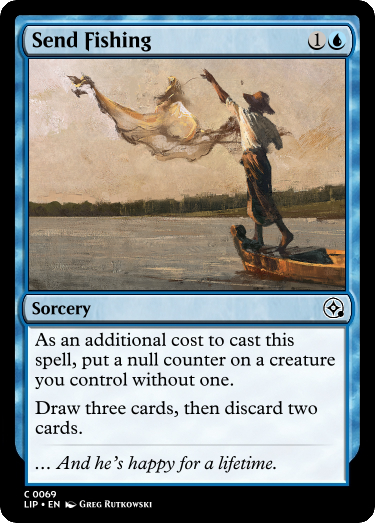 Send Fishing 1
Sorcery
As an additional cost to cast this
spell, put a null counter on a creature
you control without one.
Draw three cards, then discard two
cards.
… And he's happy for a lifetime.
C 0069
LIP • EN Greg Rutkowski